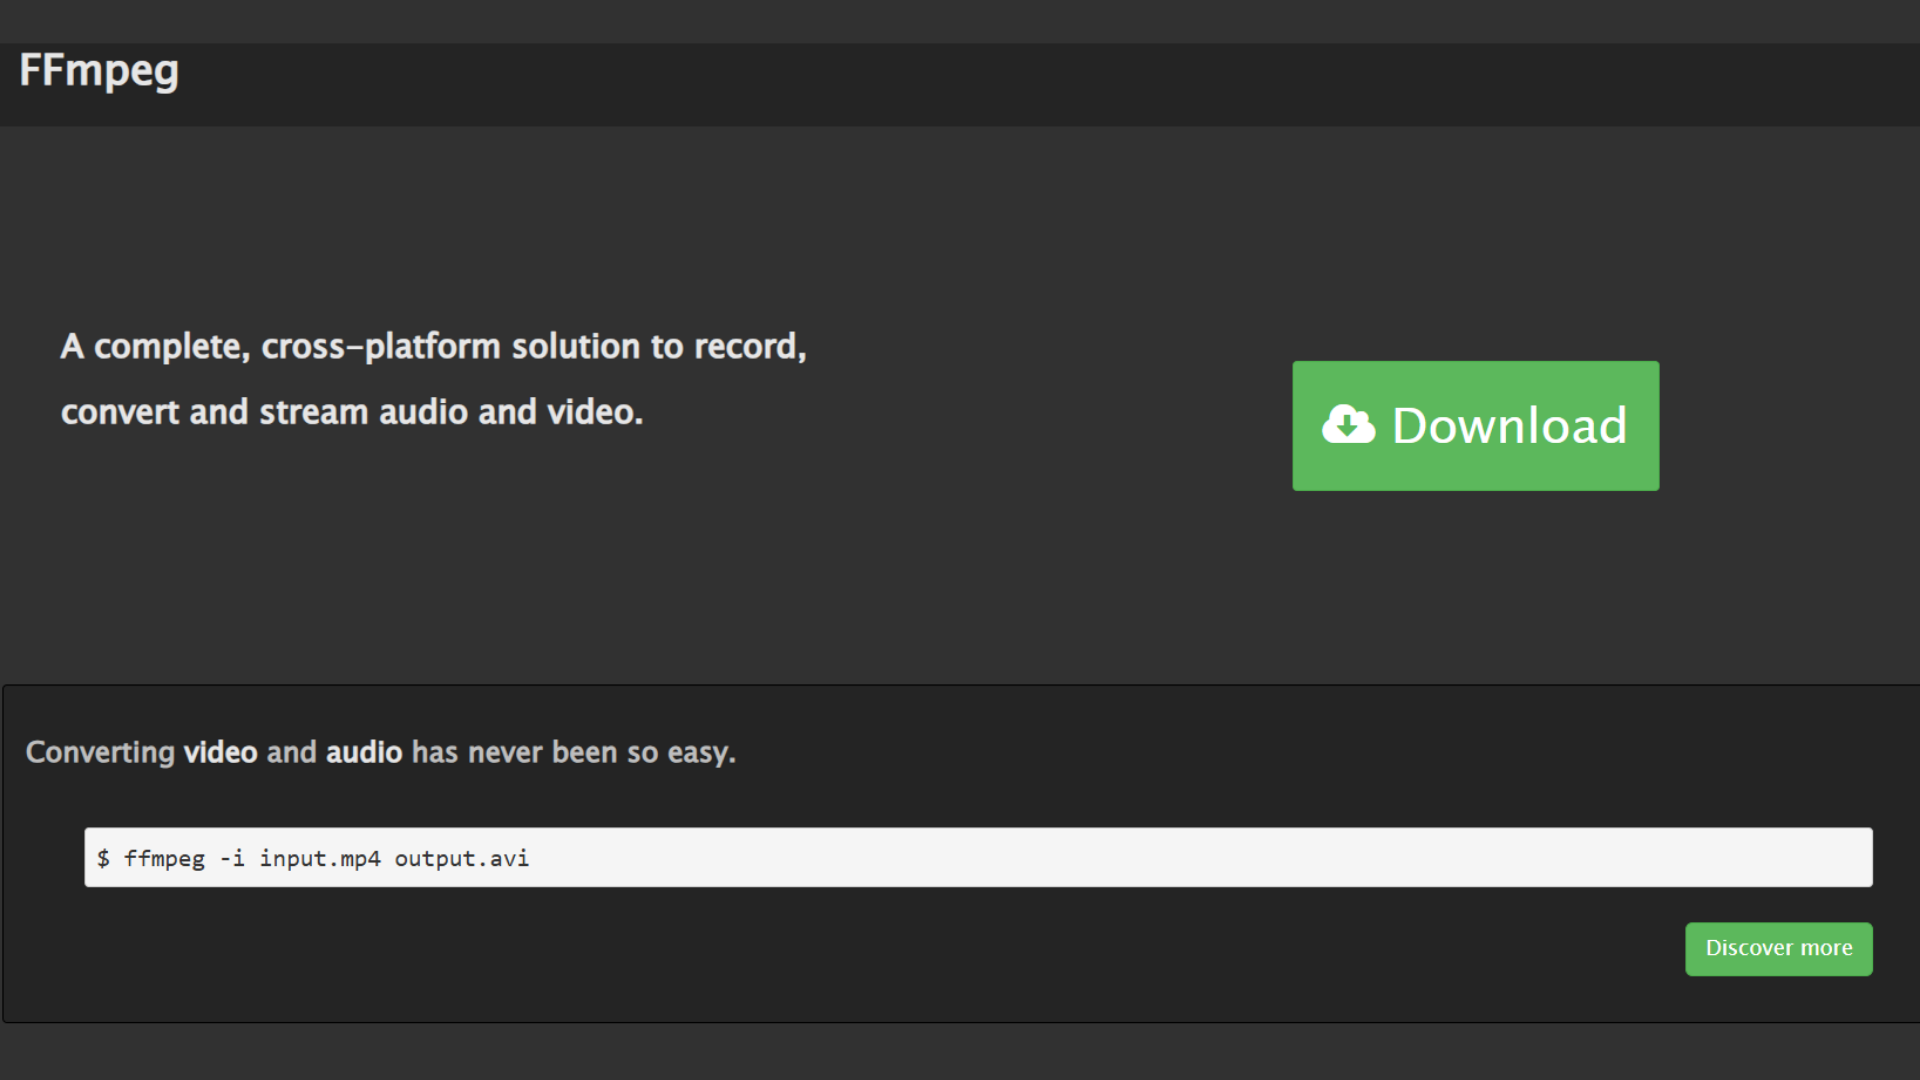 FFmpeg
A complete, cross-platform solution to record,
convert and stream audio and video.
Download
Converting video and audio has never been so easy.
$ ffmpeg -i input.mp4 output.avi
Discover more